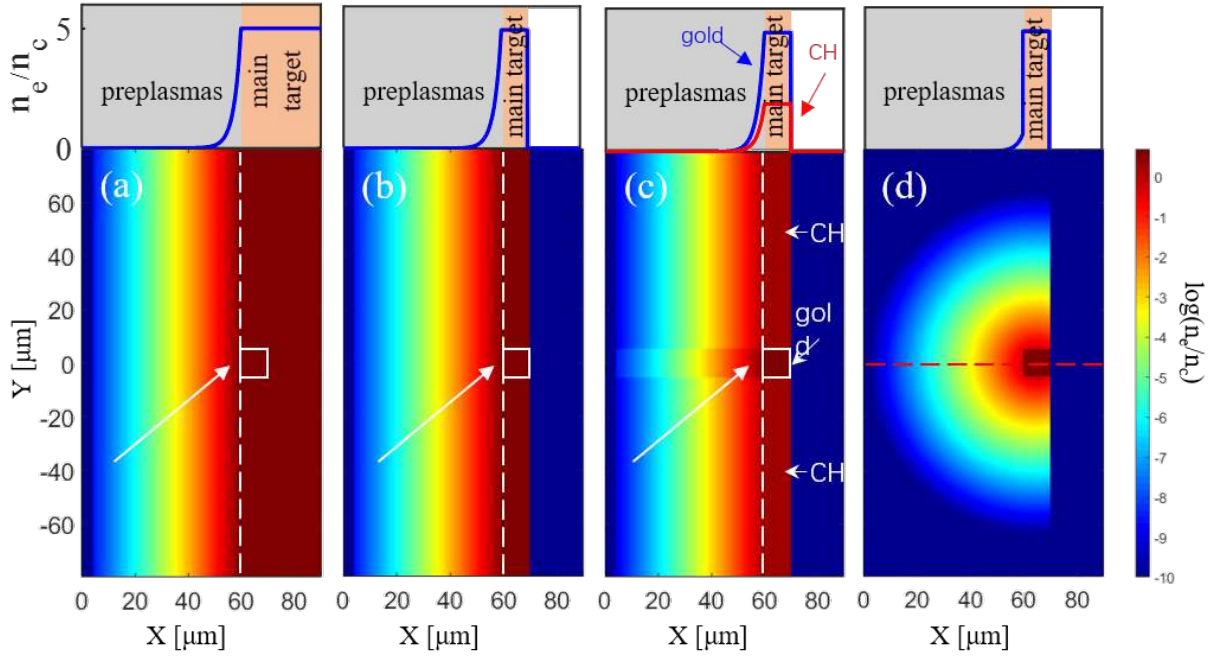 n_e/n_c
5
0
preplasmas
main
target
preplasmas
main target
gold
CH
preplasmas
main target
preplasmas
main target
(a)
(b)
(c)
(d)
CH
gol
d
CH
Y [μm]
60
40
20
0
-20
-40
-60
0 20 40 60 80
0 20 40 60 80
0 20 40 60 80
0 20 40 60 80
X [μm]
X [μm]
X [μm]
X [μm]
0
-1
-2
-3
-4
-5
-6
-7
-8
-9
-10
log(n_e/n_c)